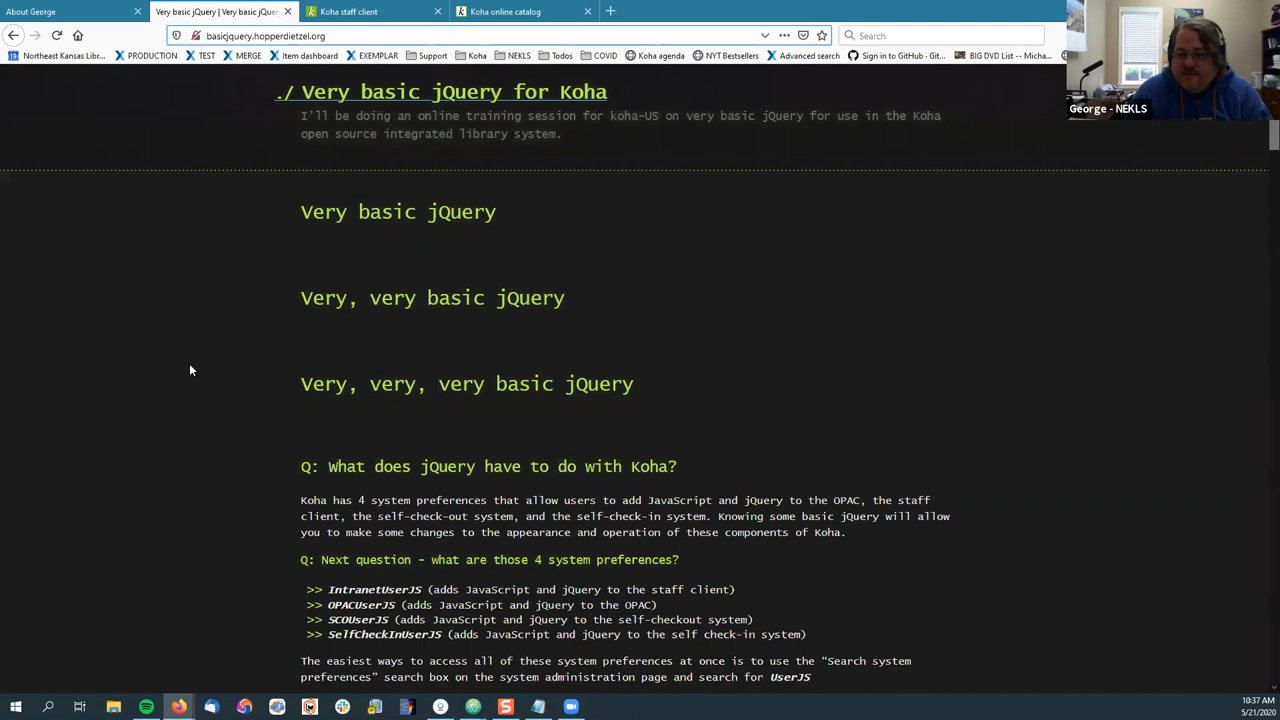 About George
Very basic jQuery | Very basic jQue
Koha staff client
Koha online catalog
basicjquery.hopperdietzel.org
Search
Northeast Kansas Libr...
PRODUCTION
TEST
MERGE
Item dashboard
EXEMPLAR
Support
Koha
NEKLS
Todos
COVID
Koha agenda
NYT Bestsellers
Advanced search
Sign in to GitHub · Git...
BIG DVD List -- Micha...
George - NEKLS
./ Very basic jQuery for Koha
I'll be doing an online training session for koha-US on very basic jQuery for use in the Koha
open source integrated library system.
Very basic jQuery
Very, very basic jQuery
Very, very, very basic jQuery
Q: What does jQuery have to do with Koha?
Koha has 4 system preferences that allow users to add JavaScript and jQuery to the OPAC, the staff
client, the self-check-out system, and the self-check-in system. Knowing some basic jQuery will allow
you to make some changes to the appearance and operation of these components of Koha.
Q: Next question - what are those 4 system preferences?
>> IntranetUserJS (adds JavaScript and jQuery to the staff client)
>> OPACUserJS (adds JavaScript and jQuery to the OPAC)
>> SCOUserJS (adds JavaScript and jQuery to the self-checkout system)
>> SelfCheckInUserJS (adds JavaScript and jQuery to the self check-in system)
The easiest ways to access all of these system preferences at once is to use the “Search system
preferences” search box on the system administration page and search for UserJS
10:37 AM
5/21/2020